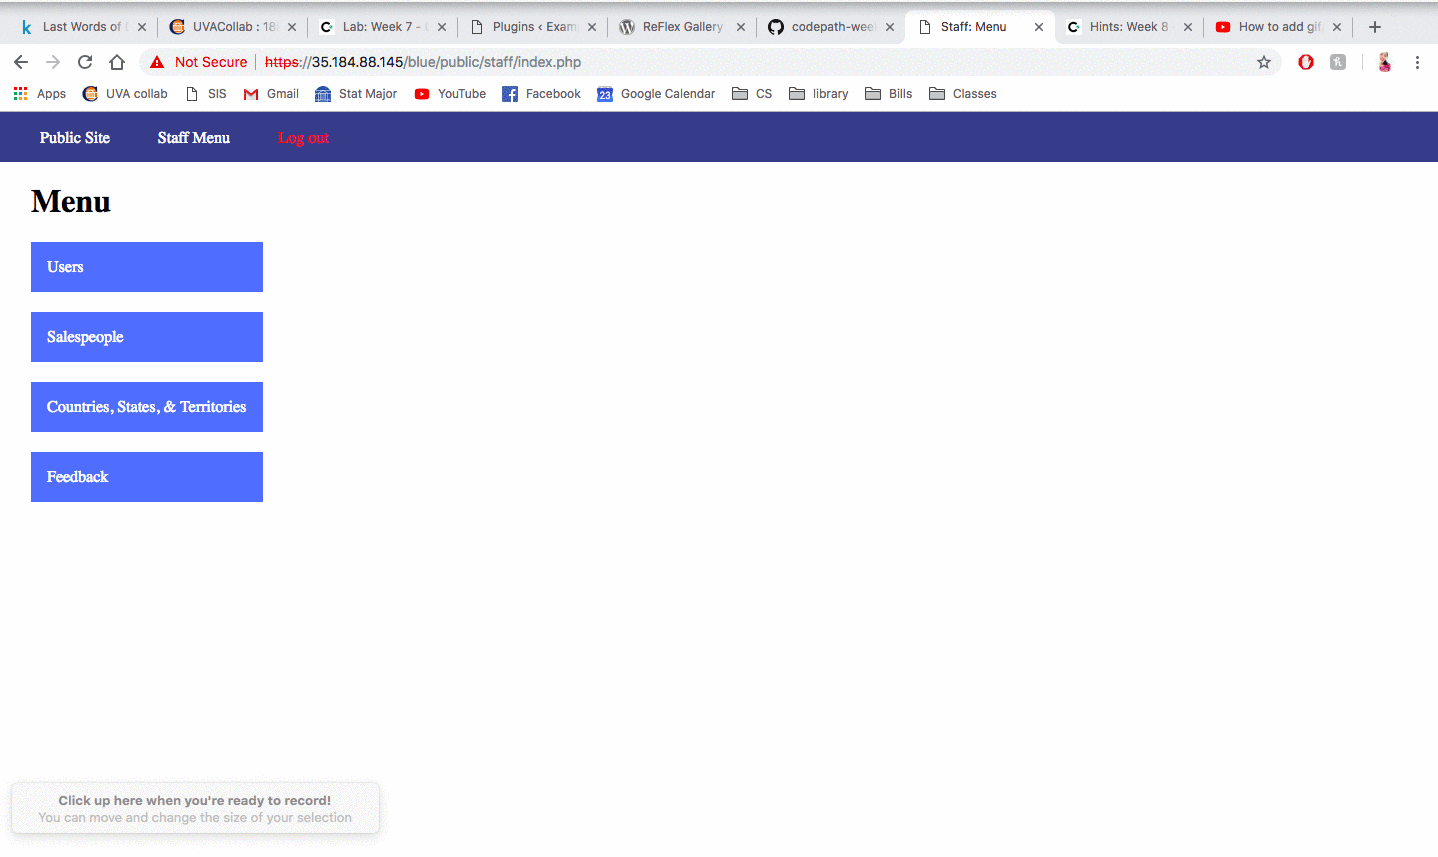 Last Words of
UVACollab : 18
Lab: Week 7 -
Plugins ‹ Exam
ReFlex Gallery
codepath-wee
Staff: Menu
Hints: Week 8
How to add gif
Not Secure
https://35.184.88.145/blue/public/staff/index.php
Apps
UVA collab
SIS
Gmail
Stat Major
YouTube
Facebook
23
Google Calendar
CS
library
Bills
Classes
Public Site
Staff Menu
Log out
Menu
Users
Salespeople
Countries, States, & Territories
Feedback
Click up here when you're ready to record!
You can move and change the size of your selection